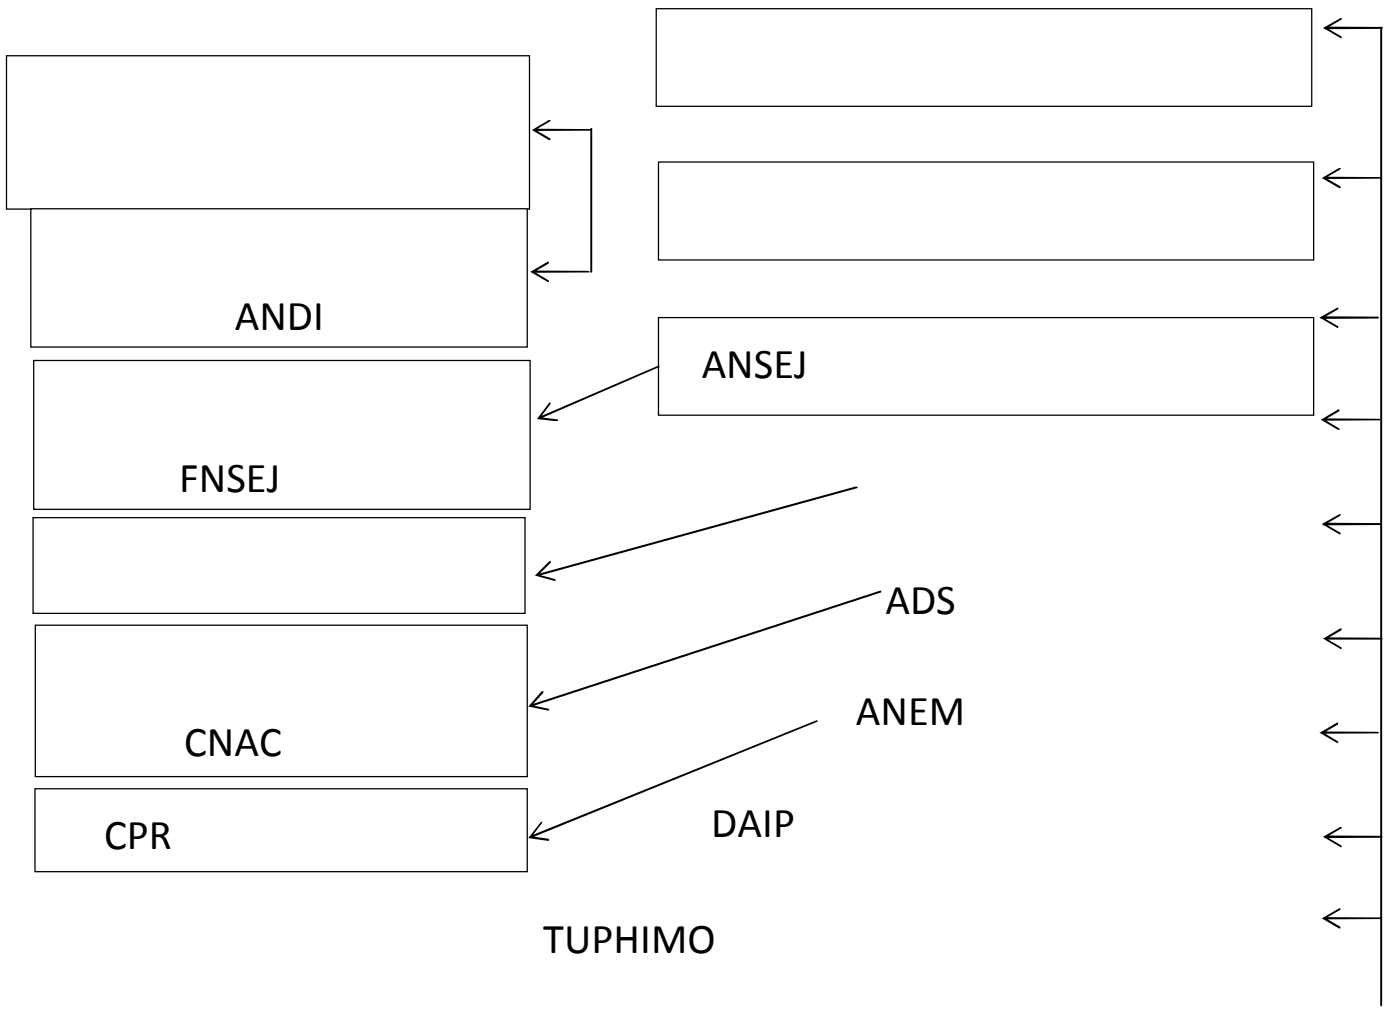 ANDI
ANSEJ
FNSEJ
ADS
ANEM
CNAC
DAIP
CPR
TUPHIMO